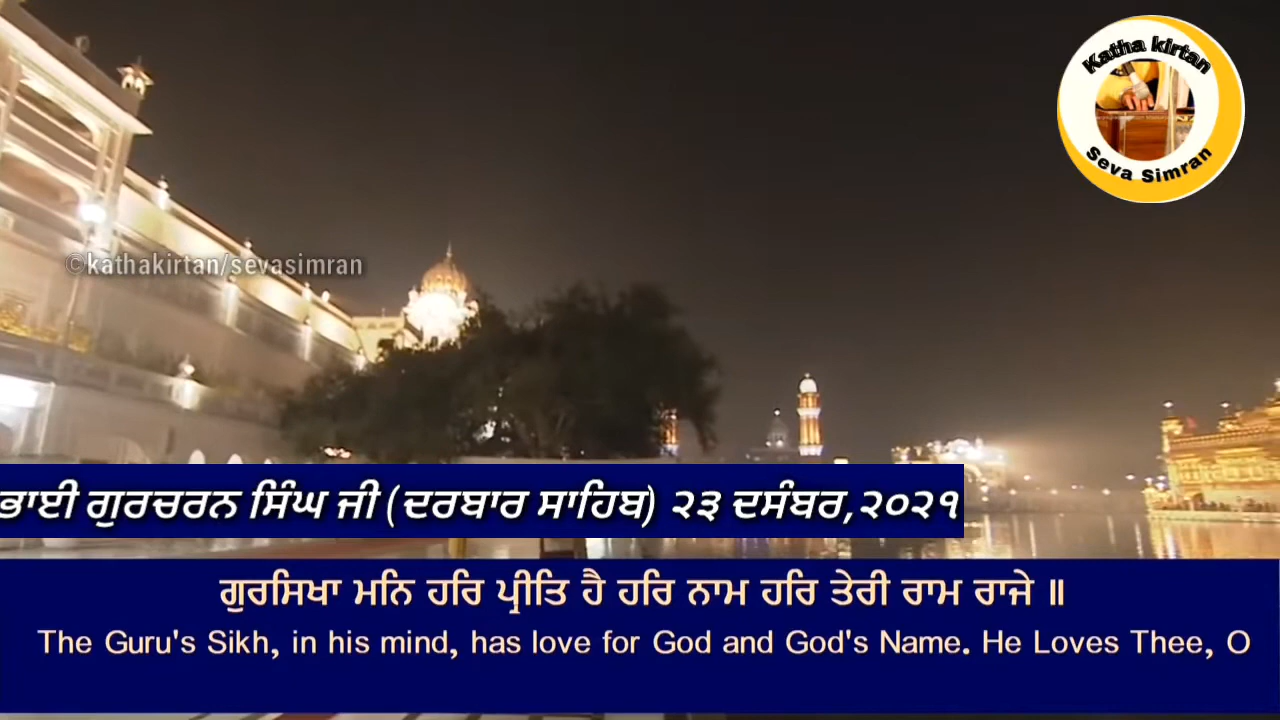 Katha kirtan
Seva Simran
©kathakirtan/sevasimran
ਭਾਈ ਗੁਰਚਰਨ ਸਿੰਘ ਜੀ (ਦਰਬਾਰ ਸਾਹਿਬ) ੨੩ ਦਸੰਬਰ,੨੦੨੧
ਗੁਰਸਿਖਾ ਮਨਿ ਹਰਿ ਪ੍ਰੀਤਿ ਹੈ ਹਰਿ ਨਾਮ ਹਰਿ ਤੇਰੀ ਰਾਮ ਰਾਜੇ ॥
The Guru's Sikh, in his mind, has love for God and God's Name. He Loves Thee, O